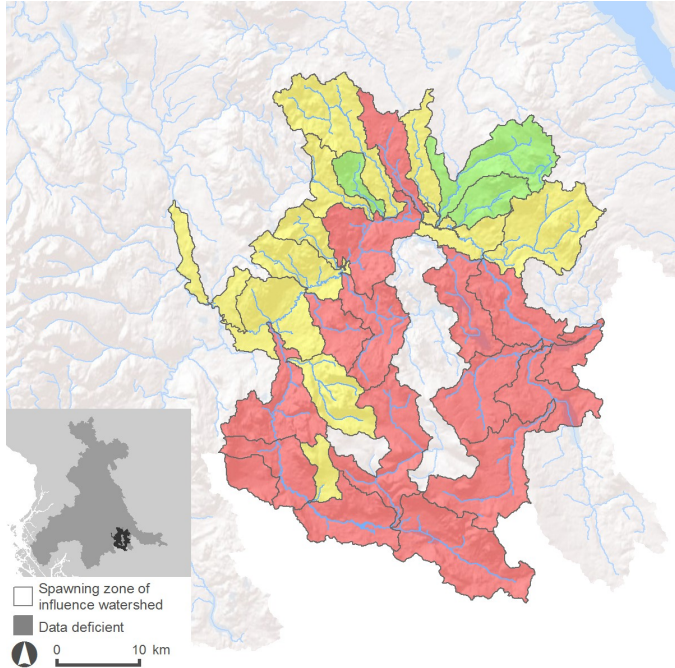 Spawning zone of
influence watershed
Data deficient
0 10 km